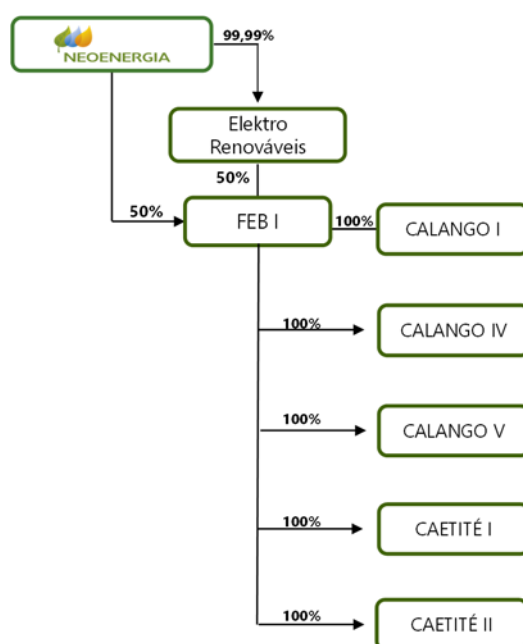 99,99%
NEOENERGIA
Elektro
Renováveis
50%
50%
FEB I
100%
CALANGO I
100%
CALANGO IV
100%
CALANGO V
100%
CAETITÉ I
100%
CAETITÉ II